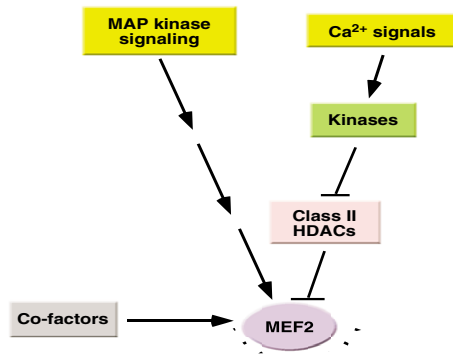 MAP kinase
signaling
Ca²⁺ signals
Kinases
Class II
HDACs
Co-factors
MEF2